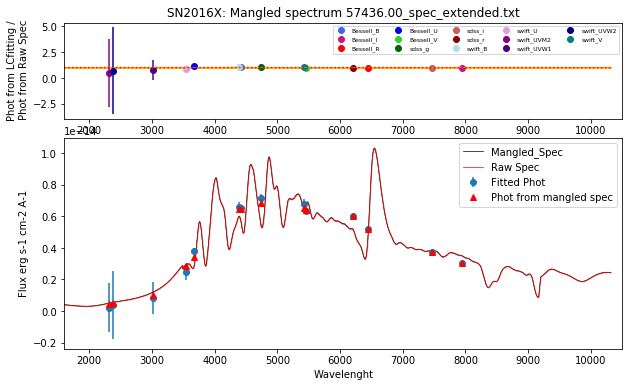 SN2016X: Mangled spectrum 57436.00_spec_extended.txt
Phot from LCfitting /
Phot from Raw Spec
5.0
2.5
0.0
−2.5
Bessell_B
Bessell_I
Bessell_R
Bessell_U
Bessell_V
sdss_g
sdss_i
sdss_r
swift_B
swift_U
swift_UVM2
swift_UVW1
swift_UVW2
swift_V
2000 3000 4000 5000 6000 7000 8000 9000 10000
1e−14
Flux erg s-1 cm-2 A-1
1.0
0.8
0.6
0.4
0.2
0.0
−0.2
Mangled_Spec
Raw Spec
Fitted Phot
Phot from mangled spec
2000 3000 4000 5000 6000 7000 8000 9000 10000
Wavelenght